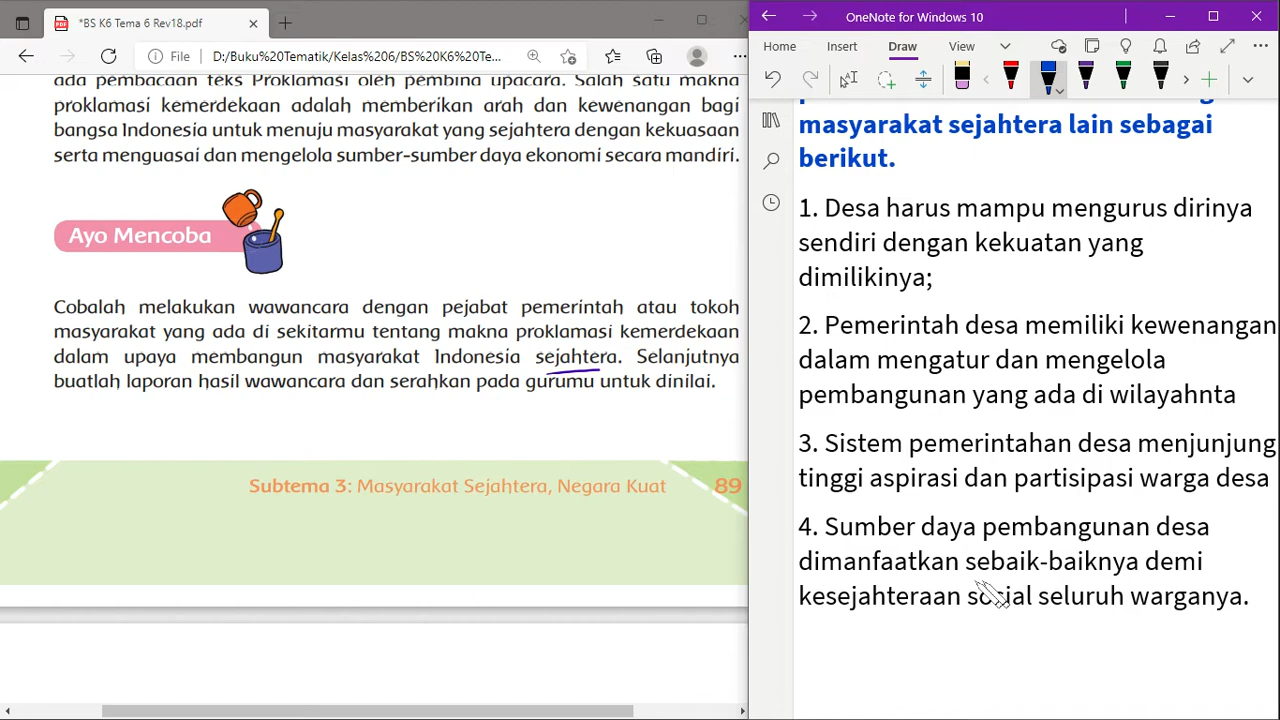 *BS K6 Tema 6 Rev18.pdf
File
D:/Buku%20Tematik/Kelas%206/BS%20K6%20Te...
ada pembacaan teks Proklamasi oleh pembina upacara. Salah satu makna
proklamasi kemerdekaan adalah memberikan arah dan kewenangan bagi
bangsa Indonesia untuk menuju masyarakat yang sejahtera dengan kekuasaan
serta menguasai dan mengelola sumber-sumber daya ekonomi secara mandiri.
Ayo Mencoba
Cobalah melakukan wawancara dengan pejabat pemerintah atau tokoh
masyarakat yang ada di sekitarmu tentang makna proklamasi kemerdekaan
dalam upaya membangun masyarakat Indonesia sejahtera. Selanjutnya
buatlah laporan hasil wawancara dan serahkan pada gurumu untuk dinilai.
Subtema 3: Masyarakat Sejahtera, Negara Kuat 89
OneNote for Windows 10
Home Insert Draw View
masyarakat sejahtera lain sebagai
berikut.
1. Desa harus mampu mengurus dirinya
sendiri dengan kekuatan yang
dimilikinya;
2. Pemerintah desa memiliki kewenangan
dalam mengatur dan mengelola
pembangunan yang ada di wilayahnta
3. Sistem pemerintahan desa menjunjung
tinggi aspirasi dan partisipasi warga desa
4. Sumber daya pembangunan desa
dimanfaatkan sebaik-baiknya demi
kesejahteraan sosial seluruh warganya.